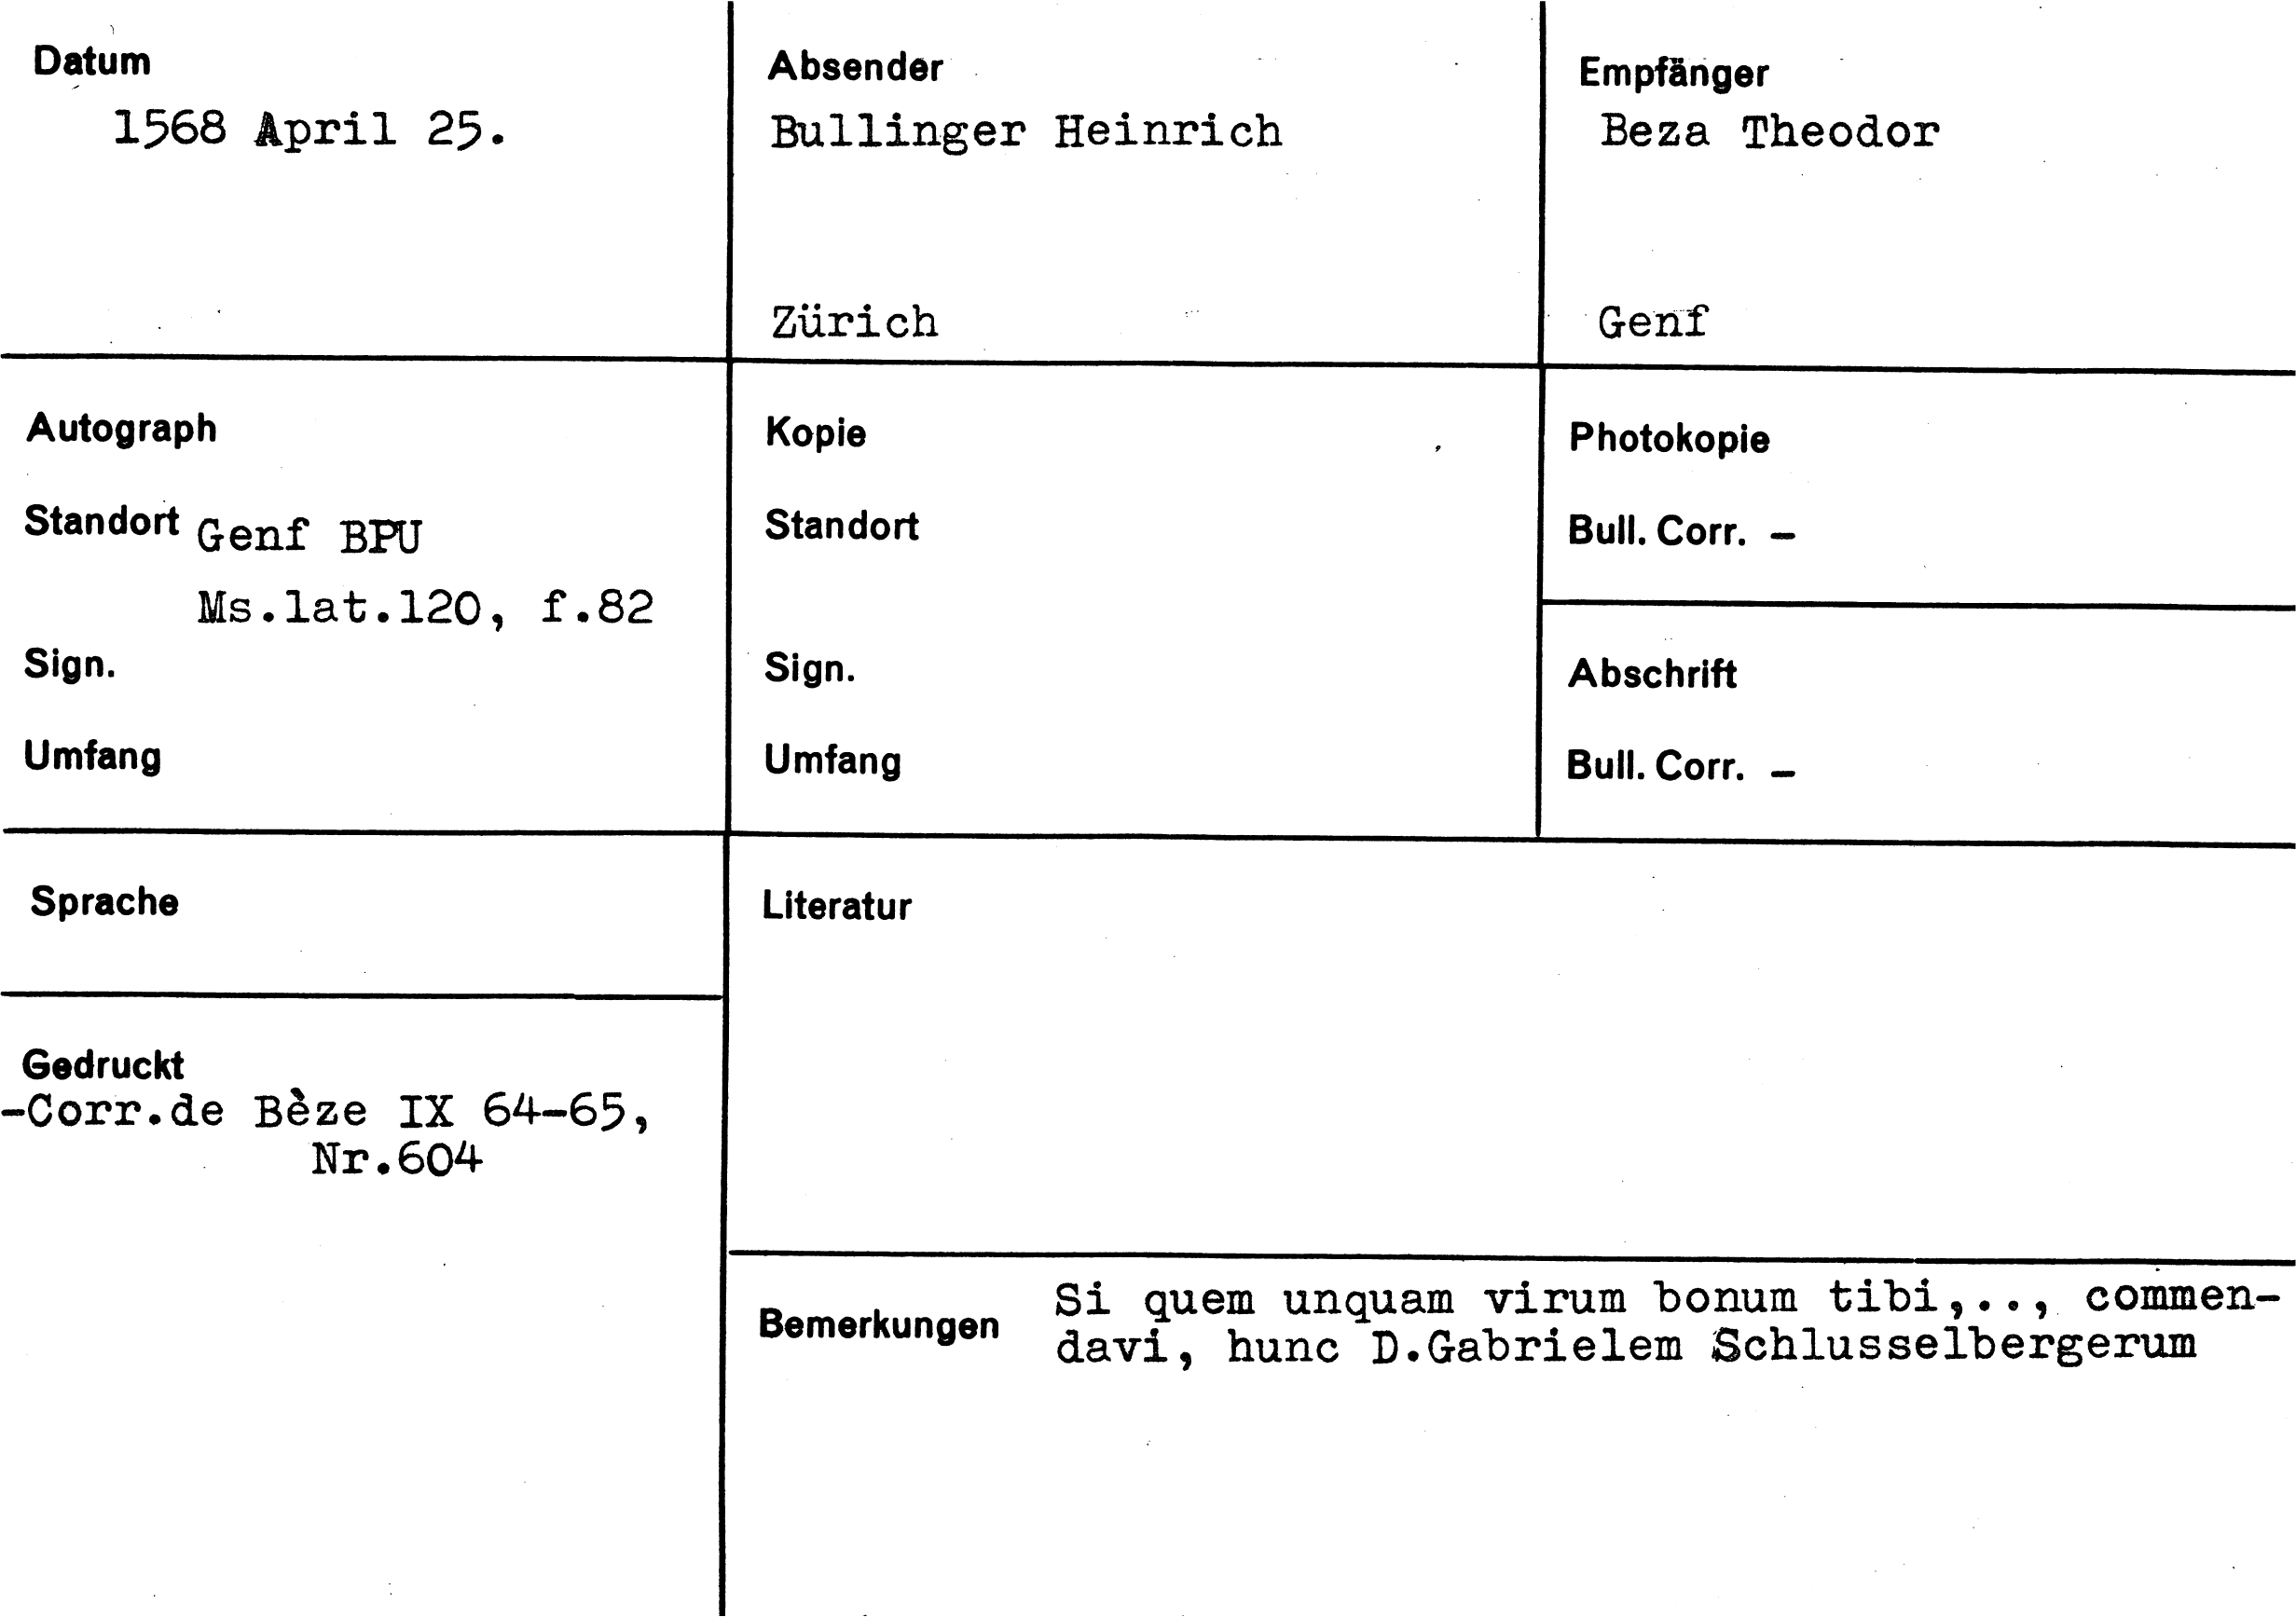 Datum
1568 April 25.
Absender
Bullinger Heinrich
Zürich
Empfänger
Beza Theodor
Genf
Autograph
Standort Genf BPU
Ms.lat.120, f.82
Sign.
Umfang
Kopie
Standort
Sign.
Umfang
Photokopie
Bull. Corr. –
Abschrift
Bull. Corr. –
Sprache
Gedruckt
-Corr.de Bèze IX 64-65,
Nr.604
Literatur
Bemerkungen
Si quem unquam virum bonum tibi,.., commen-
davi, hunc D.Gabrielem Schlusselbergerum